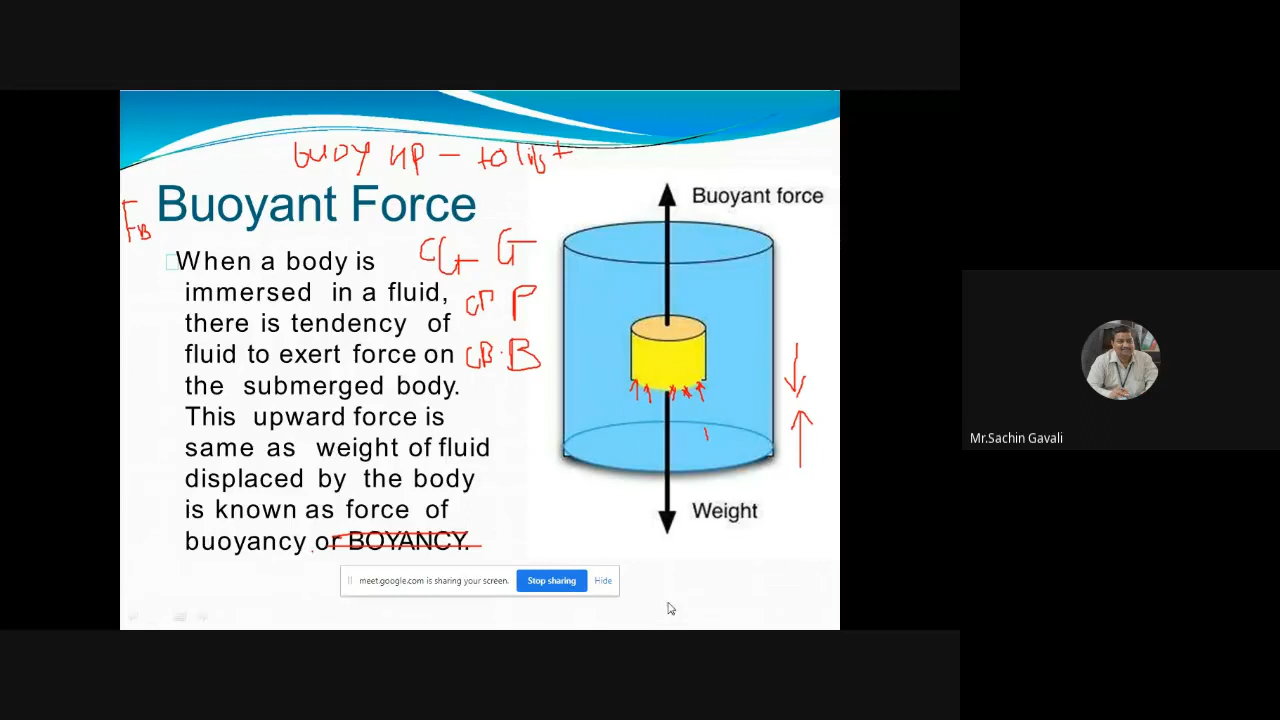 buoy up - to lift
Buoyant Force
FB
CG G
CP P
CB · B
When a body is
immersed in a fluid,
there is tendency of
fluid to exert force on
the submerged body.
This upward force is
same as weight of fluid
displaced by the body
is known as force of
buoyancy or BOYANCY.
Buoyant force
Weight
meet.google.com is sharing your screen.
Stop sharing
Hide
Mr.Sachin Gavali